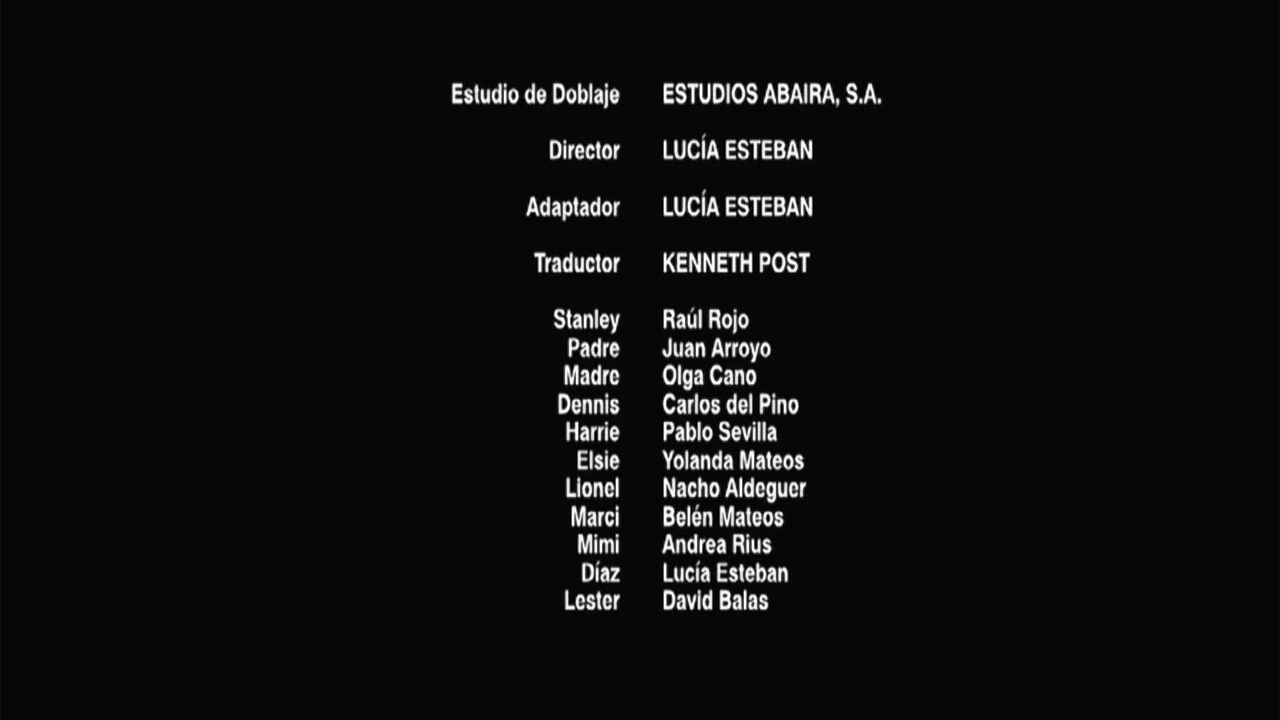 Estudio de Doblaje ESTUDIOS ABAIRA, S.A.
Director LUCÍA ESTEBAN
Adaptador LUCÍA ESTEBAN
Traductor KENNETH POST
Stanley Raúl Rojo
Padre Juan Arroyo
Madre Olga Cano
Dennis Carlos del Pino
Harrie Pablo Sevilla
Elsie Yolanda Mateos
Lionel Nacho Aldeguer
Marci Belén Mateos
Mimi Andrea Rius
Díaz Lucía Esteban
Lester David Balas